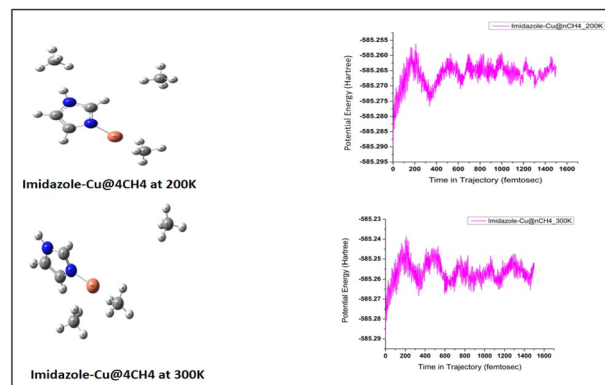 Imidazole-Cu@nCH4_200K
-585.255
-585.260
-585.265
-585.270
-585.275
-585.280
-585.285
-585.290
-585.295
Potential Energy (Hartree)
0 200 400 600 800 1000 1200 1400 1600
Time in Trajectory (femtosec)
Imidazole-Cu@4CH4 at 200K
Imidazole-Cu@nCH4_300K
-585.23
-585.24
-585.25
-585.26
-585.27
-585.28
-585.29
Potential Energy (Hartree)
0 200 400 600 800 1000 1200 1400 1600
Time in Trajectory (femtosec)
Imidazole-Cu@4CH4 at 300K